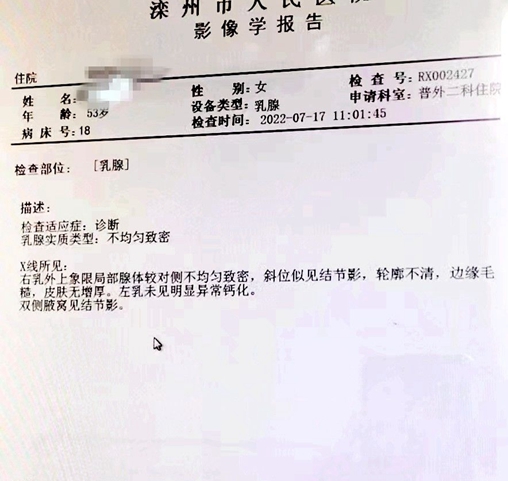 滦州市人民医院
影像学报告
住院
姓 名:
性 别:女
检 查 号:RX002427
年 龄: 53岁
设备类型:乳腺
申请科室:普外二科住院
病 床 号:18
检查时间: 2022-07-17 11:01:45
检查部位: [乳腺]
描述:
检查适应症: 诊断
乳腺实质类型: 不均匀致密
X线所见:
右乳外上象限局部腺体较对侧不均匀致密, 斜位似见结节影, 轮廓不清, 边缘毛
糙, 皮肤无增厚。左乳未见明显异常钙化。
双侧腋窝见结节影。